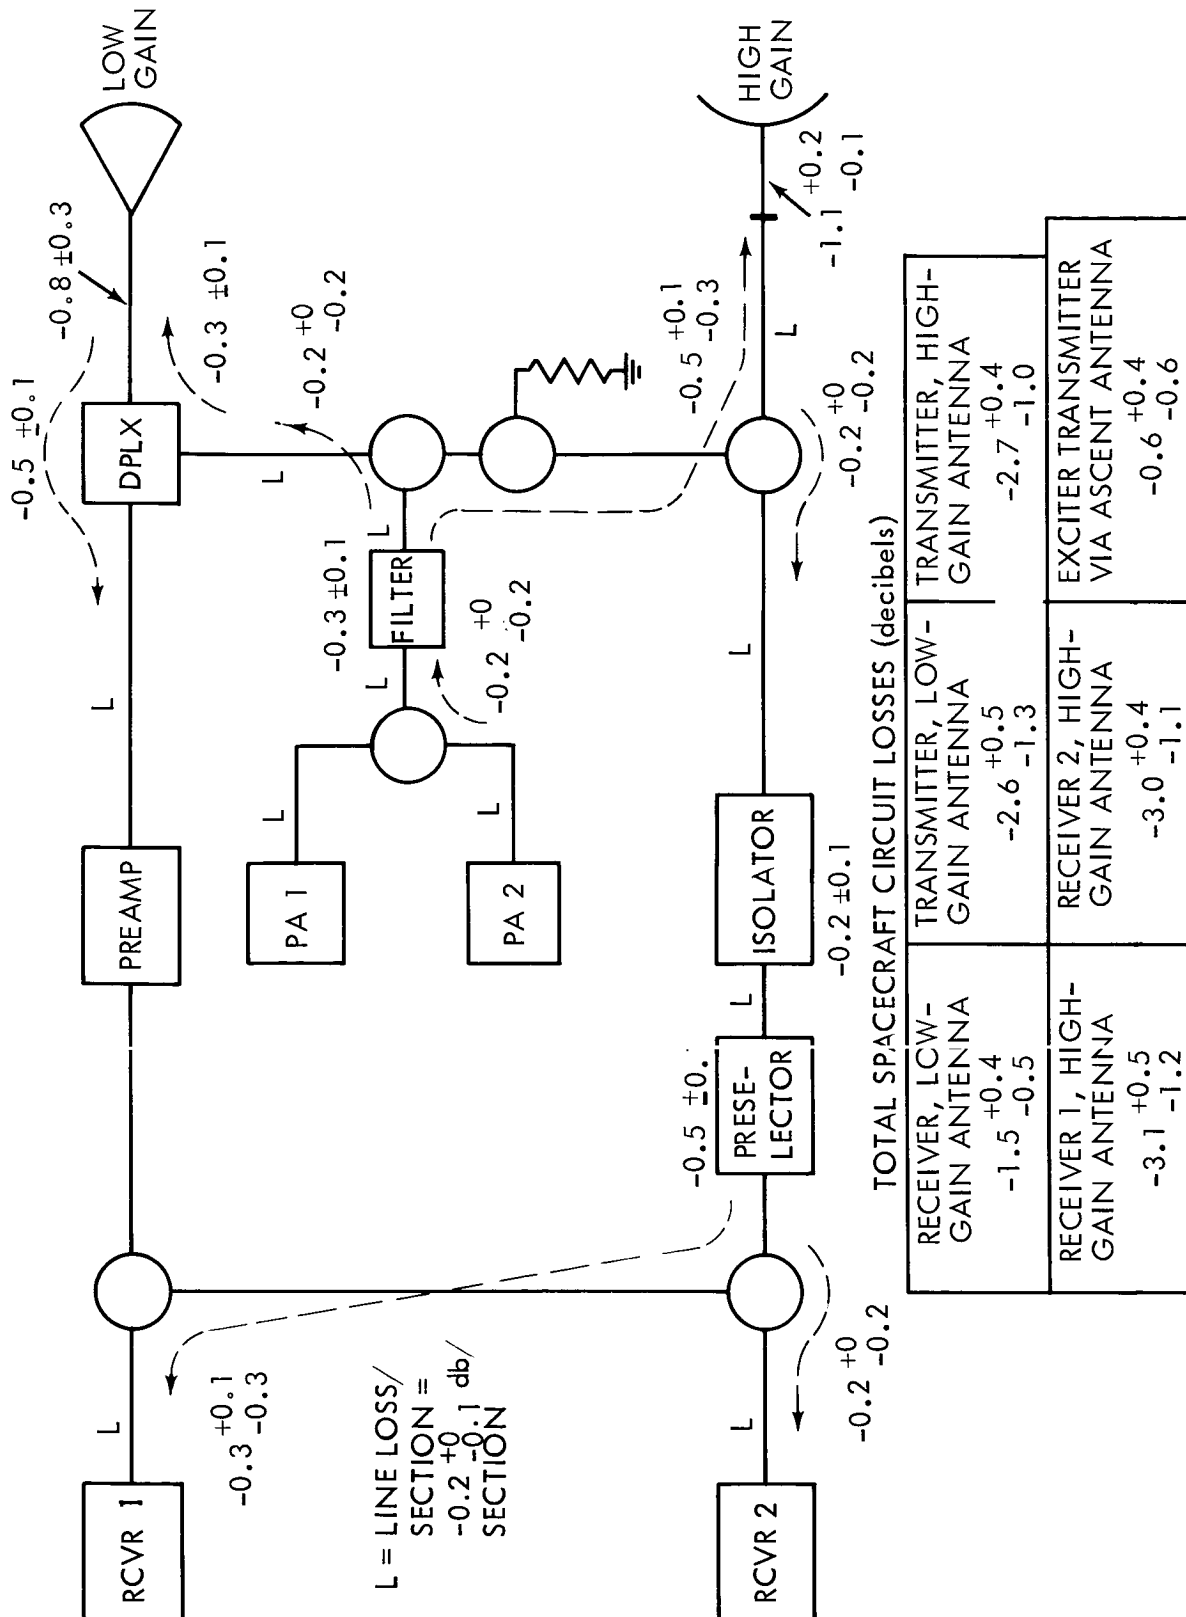 LOW
GAIN
-0.8 ±0.3
-0.5 ±0.1
DPLX
-0.3 ±0.1
L
PREAMP
L
-0.2 +0 -0.2
L
L
FILTER
-0.3 ±0.1
L
-0.2 +0 -0.2
L
PA 1
L
PA 2
HIGH
GAIN
-1.1 +0.2 -0.1
-0.5 +0.1 -0.3
L
-0.2 +0 -0.2
L
ISOLATOR
-0.2 ±0.1
L
PRESE-
LECTOR
-0.5 ±0.
RCVR 1
L
-0.3 +0.1 -0.3
L = LINE LOSS/
SECTION =
-0.2 +0 -0.1 db/
SECTION
RCVR 2
L
-0.2 +0 -0.2
TOTAL SPACECRAFT CIRCUIT LOSSES (decibels)
RECEIVER, LOW-
GAIN ANTENNA
-1.5 +0.4 -0.5
TRANSMITTER, LOW-
GAIN ANTENNA
-2.6 +0.5 -1.3
TRANSMITTER, HIGH-
GAIN ANTENNA
-2.7 +0.4 -1.0
RECEIVER 1, HIGH-
GAIN ANTENNA
-3.1 +0.5 -1.2
RECEIVER 2, HIGH-
GAIN ANTENNA
-3.0 +0.4 -1.1
EXCITER TRANSMITTER
VIA ASCENT ANTENNA
-0.6 +0.4 -0.6